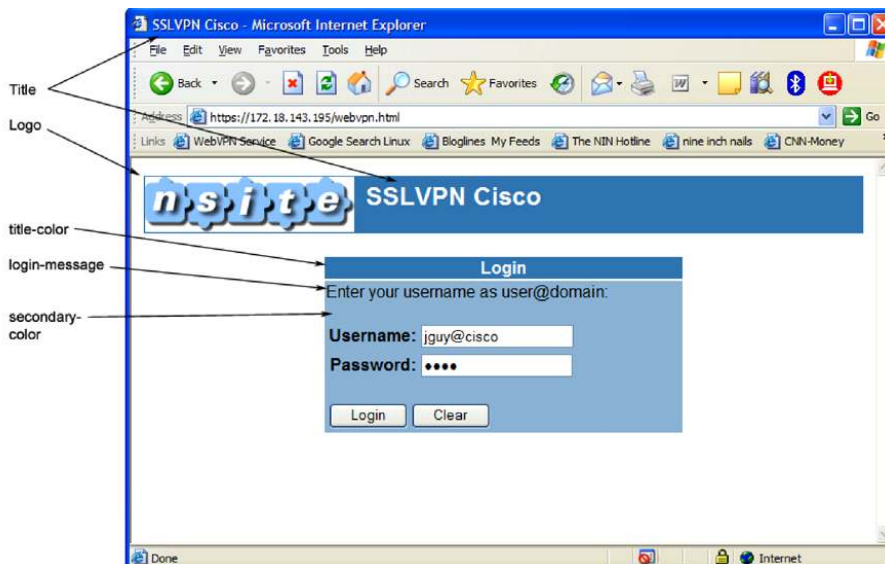 SSLVPN Cisco - Microsoft Internet Explorer
File Edit View Favorites Tools Help
Back Search Favorites
Title
Address https://172.18.143.195/webvpn.html Go
Logo
Links WebVPN Service Google Search Linux Bloglines My Feeds The NIN Hotline nine inch nails CNN-Money
nsite SSLVPN Cisco
title-color
Login
login-message
Enter your username as user@domain:
secondary-
color
Username: jguy@cisco
Password: ••••
Login Clear
Done Internet